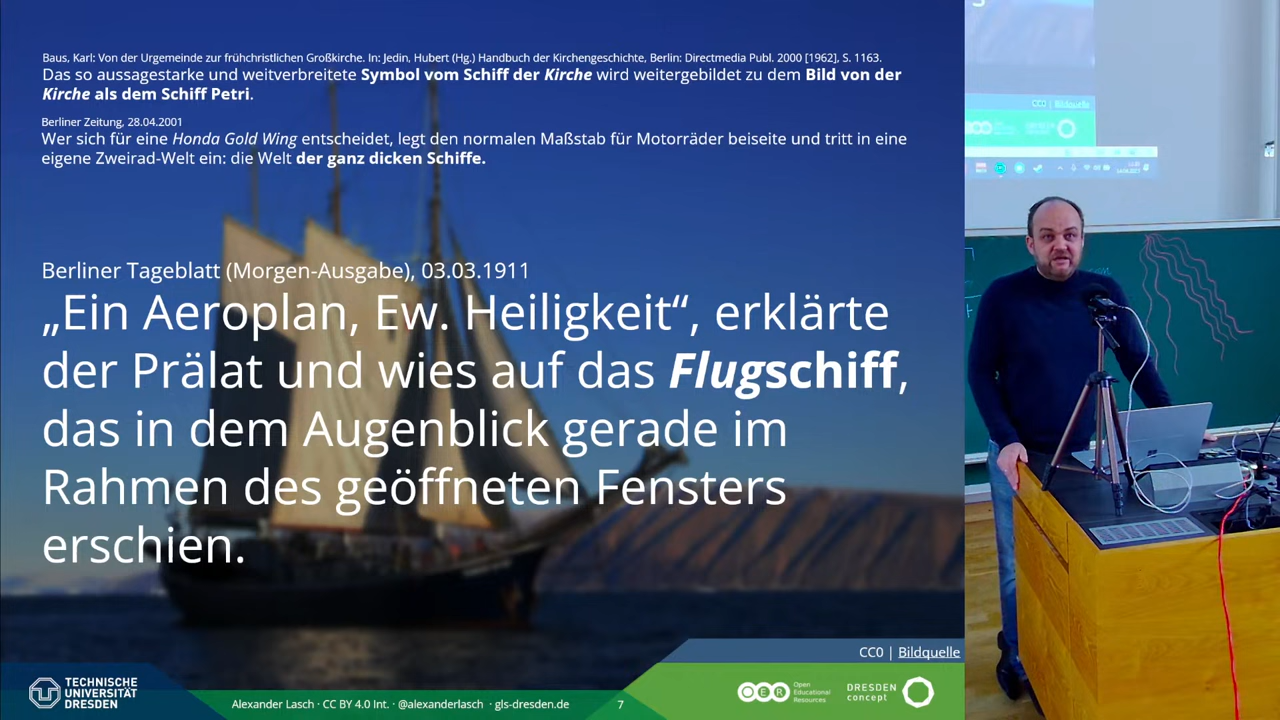 Baus, Karl: Von der Urgemeinde zur frühchristlichen Großkirche. In: Jedin, Hubert (Hg.) Handbuch der Kirchengeschichte, Berlin: Directmedia Publ. 2000 [1962], S. 1163.
Das so aussagestarke und weitverbreitete Symbol vom Schiff der Kirche wird weitergebildet zu dem Bild von der
Kirche als dem Schiff Petri.
Berliner Zeitung, 28.04.2001
Wer sich für eine Honda Gold Wing entscheidet, legt den normalen Maßstab für Motorräder beiseite und tritt in eine
eigene Zweirad-Welt ein: die Welt der ganz dicken Schiffe.
Berliner Tageblatt (Morgen-Ausgabe), 03.03.1911
„Ein Aeroplan, Ew. Heiligkeit“, erklärte
der Prälat und wies auf das Flugschiff,
das in dem Augenblick gerade im
Rahmen des geöffneten Fensters
erschien.
CC0 | Bildquelle
TECHNISCHE
UNIVERSITÄT
DRESDEN
Alexander Lasch · CC BY 4.0 Int. · @alexanderlasch · gls-dresden.de
7
OER
Open
Educational
Resources
DRESDEN
concept
CC0 | Bildquelle